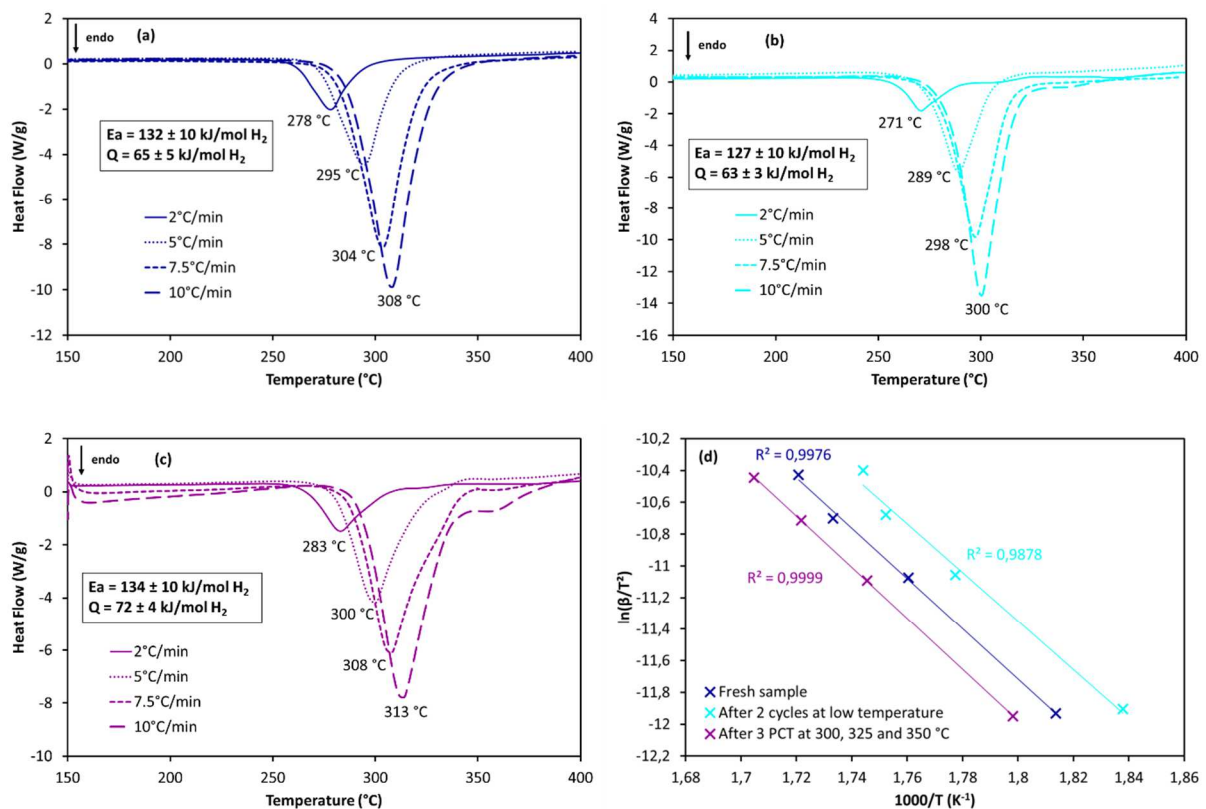 (a)
endo
Heat Flow (W/g)
2
0
-2
-4
-6
-8
-10
-12
Ea = 132 ± 10 kJ/mol H₂
Q = 65 ± 5 kJ/mol H₂
278 °C
295 °C
304 °C
308 °C
2°C/min
5°C/min
7.5°C/min
10°C/min
150 200 250 300 350 400
Temperature (°C)
(b)
endo
Heat Flow (W/g)
4
2
0
-2
-4
-6
-8
-10
-12
-14
-16
Ea = 127 ± 10 kJ/mol H₂
Q = 63 ± 3 kJ/mol H₂
271 °C
289 °C
298 °C
300 °C
2°C/min
5°C/min
7.5°C/min
10°C/min
150 200 250 300 350 400
Temperature (°C)
(c)
endo
Heat Flow (W/g)
2
0
-2
-4
-6
-8
-10
Ea = 134 ± 10 kJ/mol H₂
Q = 72 ± 4 kJ/mol H₂
283 °C
300 °C
308 °C
313 °C
2°C/min
5°C/min
7.5°C/min
10°C/min
150 200 250 300 350 400
Temperature (°C)
(d)
ln(β/T²)
-10,2
-10,4
-10,6
-10,8
-11
-11,2
-11,4
-11,6
-11,8
-12
-12,2
R² = 0,9976
R² = 0,9878
R² = 0,9999
Fresh sample
After 2 cycles at low temperature
After 3 PCT at 300, 325 and 350 °C
1,68 1,7 1,72 1,74 1,76 1,78 1,8 1,82 1,84 1,86
1000/T (K⁻¹)